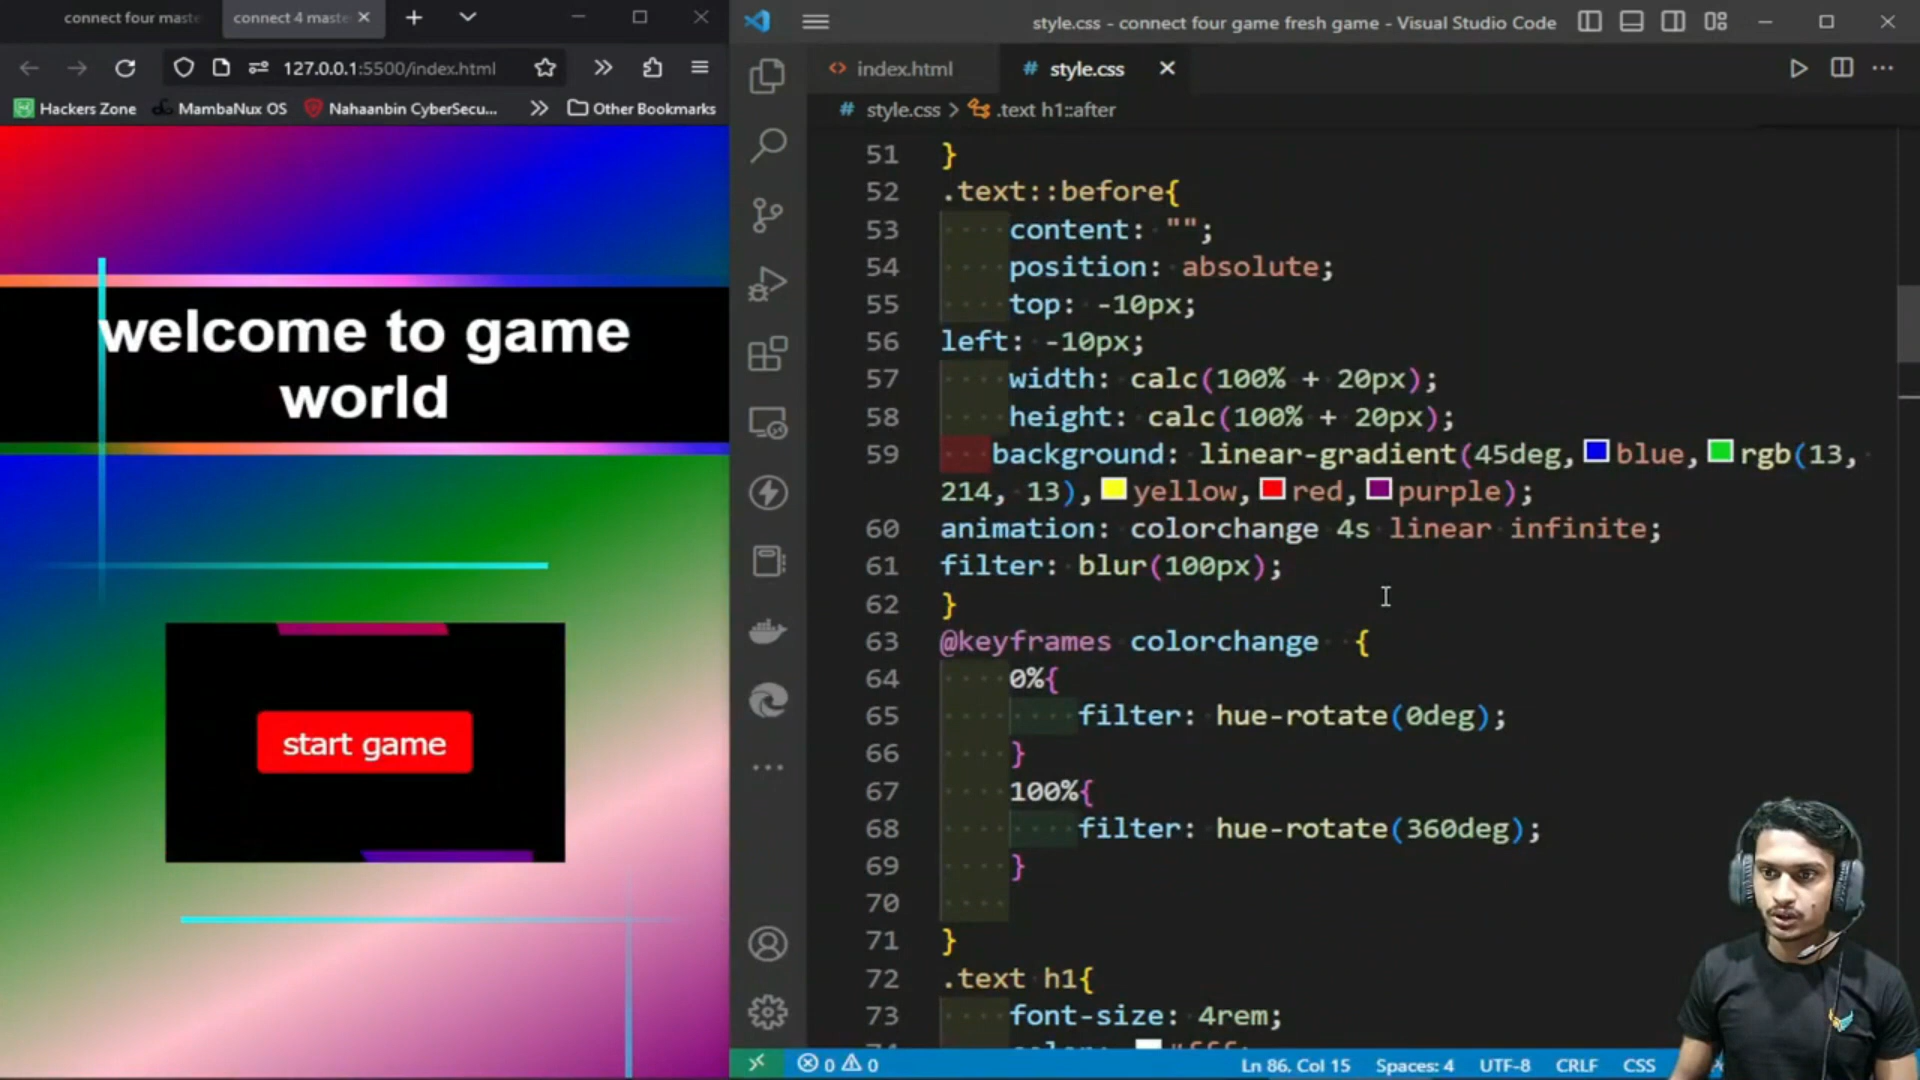 connect four mast
connect 4 maste
127.0.0.1:5500/index.html
Hackers Zone
MambaNux OS
Nahaanbin CyberSecu...
Other Bookmarks
welcome to game
world
start game
style.css - connect four game fresh game - Visual Studio Code
index.html
# style.css
# style.css > .text h1::after
51 }
52 .text::before{
53 content: "";
54 position: absolute;
55 top: -10px;
56 left: -10px;
57 width: calc(100% + 20px);
58 height: calc(100% + 20px);
59 background: linear-gradient(45deg, blue, rgb(13,
214, 13), yellow, red, purple);
60 animation: colorchange 4s linear infinite;
61 filter: blur(100px);
62 }
63 @keyframes colorchange {
64 0%{
65 filter: hue-rotate(0deg);
66 }
67 100%{
68 filter: hue-rotate(360deg);
69 }
70
71 }
72 .text h1{
73 font-size: 4rem;
0 0
Ln 86, Col 15
Spaces: 4
UTF-8
CRLF
CSS